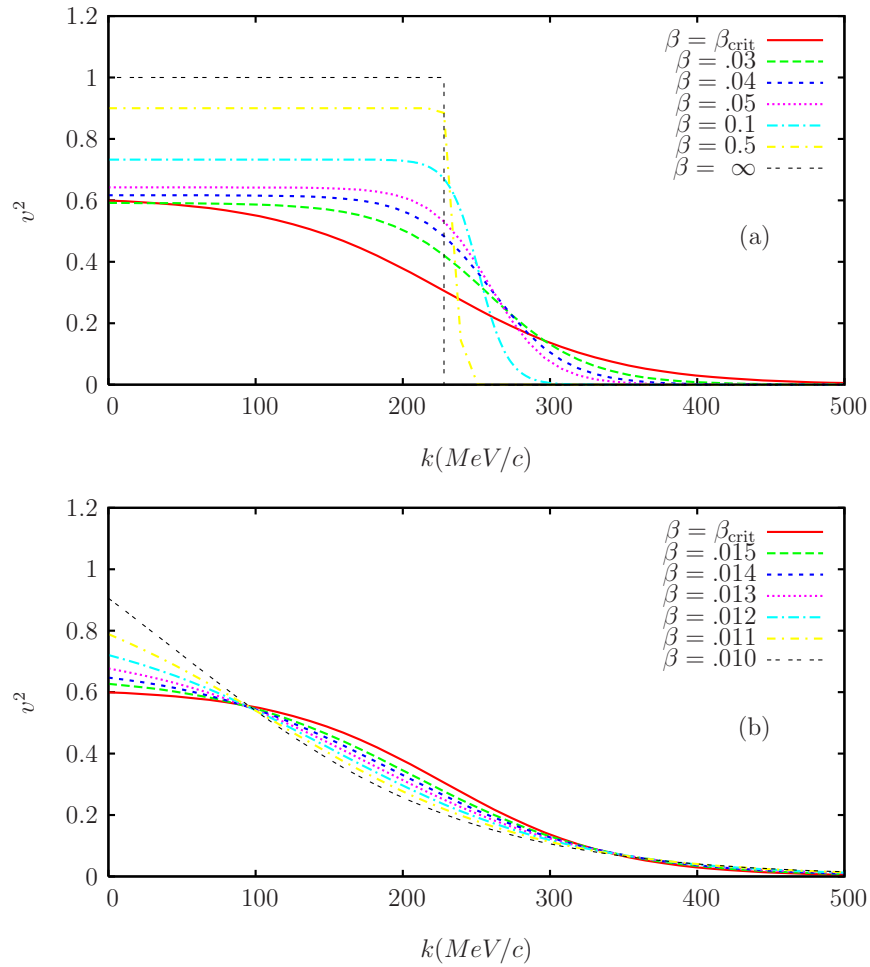 1.2
1
0.8
0.6
0.4
0.2
0
v²
β = β_crit
β = .03
β = .04
β = .05
β = 0.1
β = 0.5
β = ∞
(a)
0 100 200 300 400 500
k(MeV/c)
1.2
1
0.8
0.6
0.4
0.2
0
v²
β = β_crit
β = .015
β = .014
β = .013
β = .012
β = .011
β = .010
(b)
0 100 200 300 400 500
k(MeV/c)